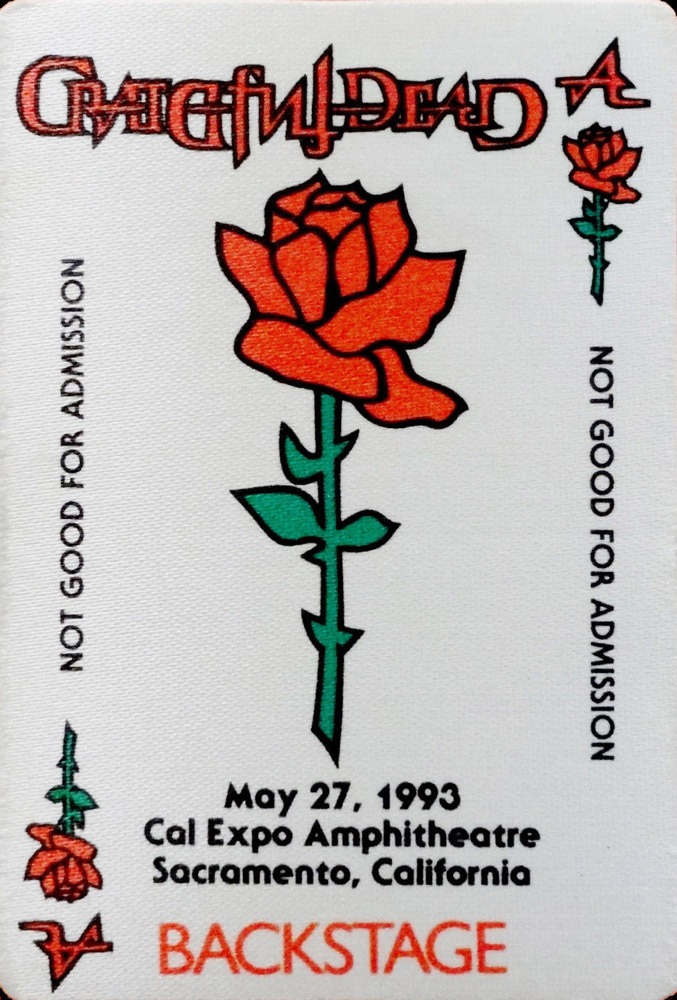 GRATEFUL DEAD
A
NOT GOOD FOR ADMISSION
NOT GOOD FOR ADMISSION
May 27, 1993
Cal Expo Amphitheatre
Sacramento, California
A
BACKSTAGE